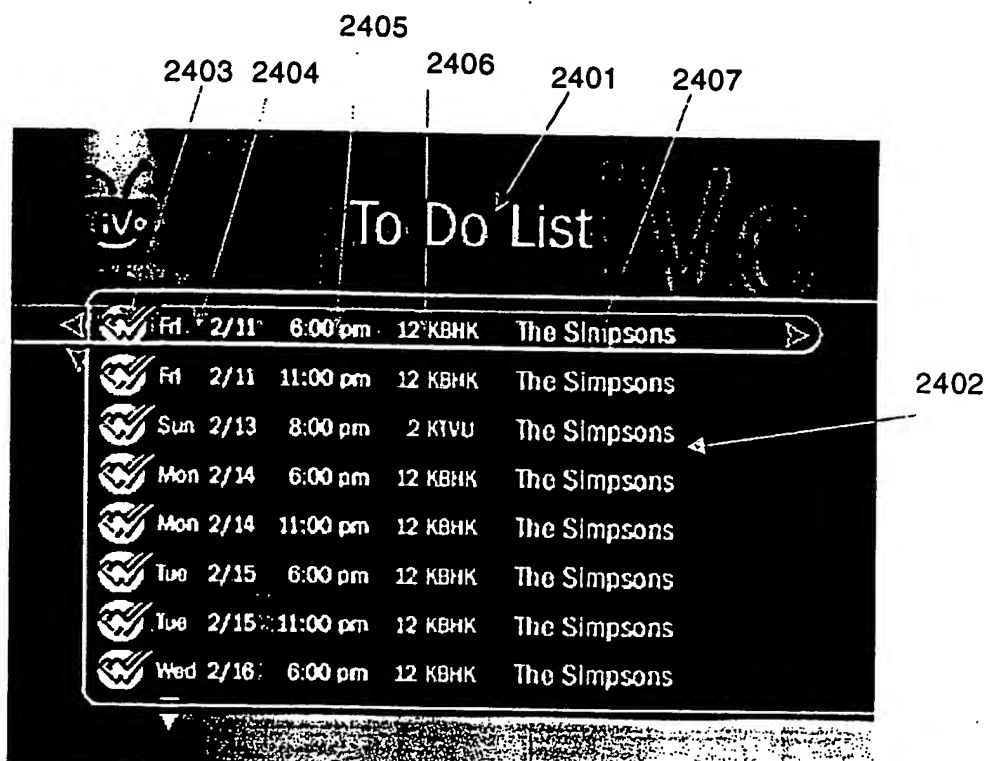 2405
2403 2404 2406 2401 2407
iVo
To Do List
Fri 2/11 6:00 pm 12 KBHK The Simpsons
Fri 2/11 11:00 pm 12 KBHK The Simpsons
2402
Sun 2/13 8:00 pm 2 KTVU The Simpsons
Mon 2/14 6:00 pm 12 KBHK The Simpsons
Mon 2/14 11:00 pm 12 KBHK The Simpsons
Tue 2/15 6:00 pm 12 KBHK The Simpsons
Tue 2/15 11:00 pm 12 KBHK The Simpsons
Wed 2/16 6:00 pm 12 KBHK The Simpsons